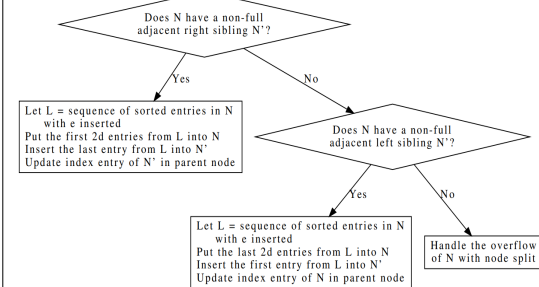 Does N have a non-full
adjacent right sibling N’?
Yes
No
Let L = sequence of sorted entries in N
with e inserted
Put the first 2d entries from L into N
Insert the last entry from L into N’
Update index entry of N’ in parent node
Does N have a non-full
adjacent left sibling N’?
Yes
No
Let L = sequence of sorted entries in N
with e inserted
Put the last 2d entries from L into N
Insert the first entry from L into N’
Update index entry of N in parent node
Handle the overflow
of N with node split